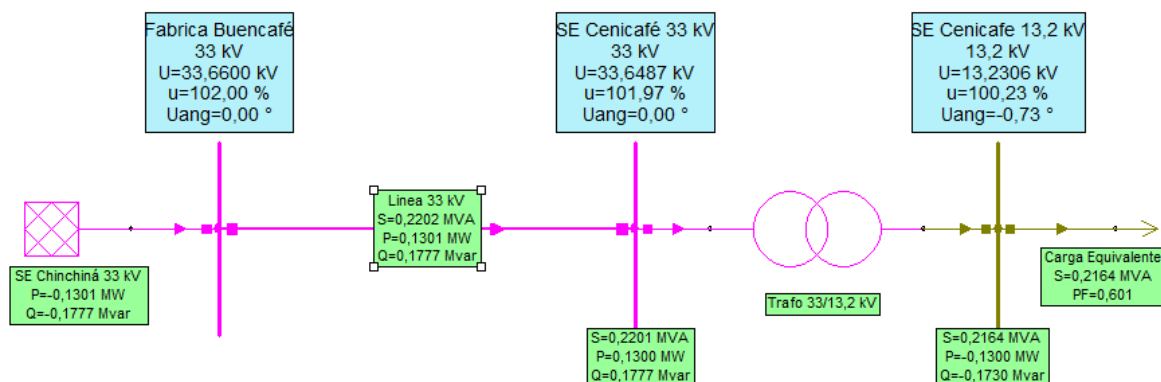 Fabrica Buencafé
33 kV
U=33,6600 kV
u=102,00 %
Uang=0,00 °
SE Cenicafé 33 kV
33 kV
U=33,6487 kV
u=101,97 %
Uang=0,00 °
SE Cenicafe 13,2 kV
13,2 kV
U=13,2306 kV
u=100,23 %
Uang=-0,73 °
Linea 33 kV
S=0,2202 MVA
P=0,1301 MW
Q=0,1777 Mvar
SE Chinchiná 33 kV
P=-0,1301 MW
Q=-0,1777 Mvar
Trafo 33/13,2 kV
Carga Equivalente
S=0,2164 MVA
PF=0,601
S=0,2201 MVA
P=0,1300 MW
Q=0,1777 Mvar
S=0,2164 MVA
P=-0,1300 MW
Q=-0,1730 Mvar